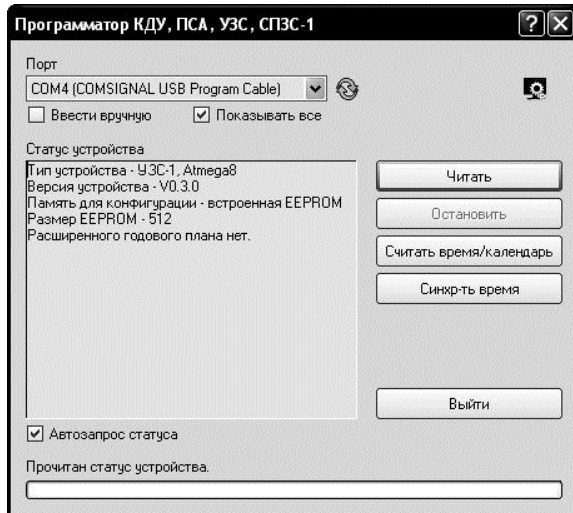 Программатор КДУ, ПСА, УЗС, СПЗС-1
Порт
COM4 (COMSIGNAL USB Program Cable)
Ввести вручную
Показывать все
Статус устройства
Тип устройства - УЗС-1, Atmega8
Версия устройства - V0.3.0
Память для конфигурации - встроенная EEPROM
Размер EEPROM - 512
Расширенного годового плана нет.
Читать
Остановить
Считать время/календарь
Синхр-ть время
Выйти
Автозапрос статуса
Прочитан статус устройства.